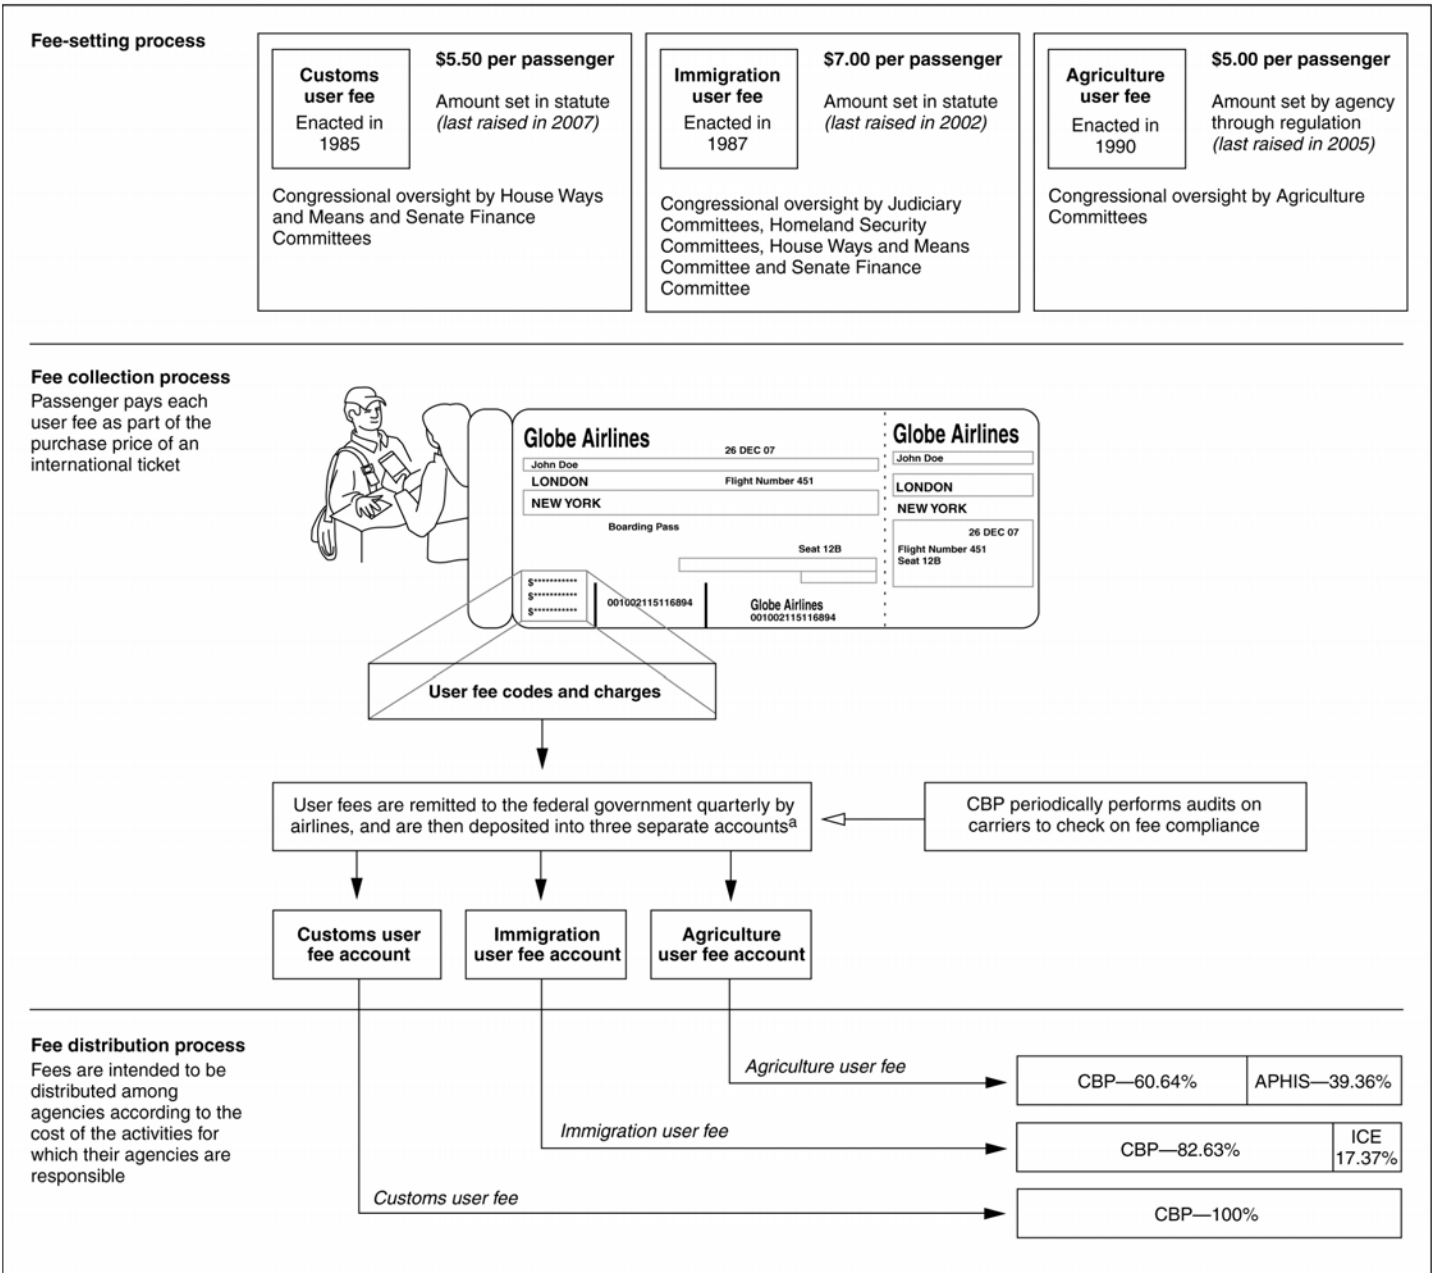 Fee-setting process
Customs
user fee
Enacted in
1985
$5.50 per passenger
Amount set in statute
(last raised in 2007)
Congressional oversight by House Ways
and Means and Senate Finance
Committees
Immigration
user fee
Enacted in
1987
$7.00 per passenger
Amount set in statute
(last raised in 2002)
Congressional oversight by Judiciary
Committees, Homeland Security
Committees, House Ways and Means
Committee and Senate Finance
Committee
Agriculture
user fee
Enacted in
1990
$5.00 per passenger
Amount set by agency
through regulation
(last raised in 2005)
Congressional oversight by Agriculture
Committees
Fee collection process
Passenger pays each
user fee as part of the
purchase price of an
international ticket
Globe Airlines
26 DEC 07
John Doe
LONDON Flight Number 451
NEW YORK
Boarding Pass
Seat 12B
$***********
$***********
$***********
001002115116894
Globe Airlines
001002115116894
Globe Airlines
John Doe
LONDON
NEW YORK
26 DEC 07
Flight Number 451
Seat 12B
User fee codes and charges
User fees are remitted to the federal government quarterly by
airlines, and are then deposited into three separate accountsa
CBP periodically performs audits on
carriers to check on fee compliance
Customs user
fee account
Immigration
user fee account
Agriculture
user fee account
Fee distribution process
Fees are intended to be
distributed among
agencies according to the
cost of the activities for
which their agencies are
responsible
Agriculture user fee
CBP—60.64% APHIS—39.36%
Immigration user fee
CBP—82.63%
ICE
17.37%
Customs user fee
CBP—100%